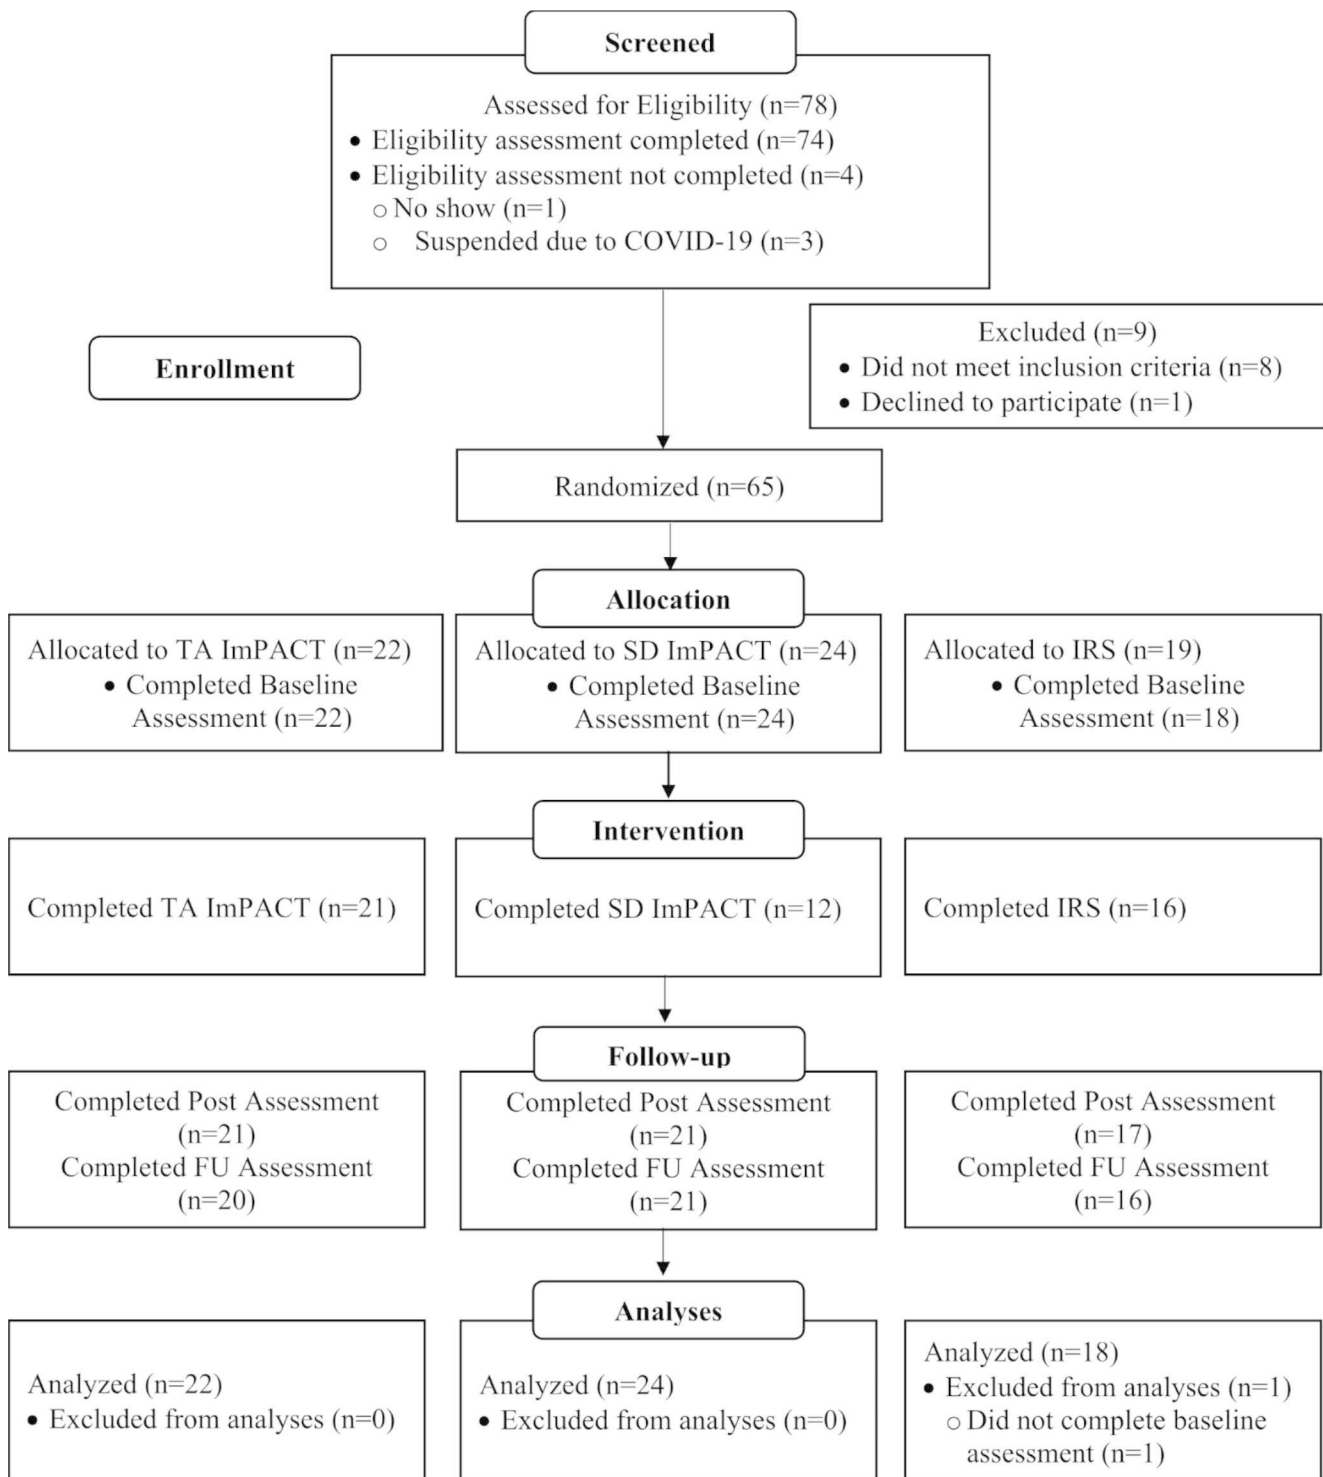 Screened
Assessed for Eligibility (n=78)
• Eligibility assessment completed (n=74)
• Eligibility assessment not completed (n=4)
○ No show (n=1)
○ Suspended due to COVID-19 (n=3)
Enrollment
Excluded (n=9)
• Did not meet inclusion criteria (n=8)
• Declined to participate (n=1)
Randomized (n=65)
Allocation
Allocated to TA ImPACT (n=22)
• Completed Baseline
Assessment (n=22)
Allocated to SD ImPACT (n=24)
• Completed Baseline
Assessment (n=24)
Allocated to IRS (n=19)
• Completed Baseline
Assessment (n=18)
Intervention
Completed TA ImPACT (n=21)
Completed SD ImPACT (n=12)
Completed IRS (n=16)
Follow-up
Completed Post Assessment
(n=21)
Completed FU Assessment
(n=20)
Completed Post Assessment
(n=21)
Completed FU Assessment
(n=21)
Completed Post Assessment
(n=17)
Completed FU Assessment
(n=16)
Analyses
Analyzed (n=22)
• Excluded from analyses (n=0)
Analyzed (n=24)
• Excluded from analyses (n=0)
Analyzed (n=18)
• Excluded from analyses (n=1)
○ Did not complete baseline
assessment (n=1)